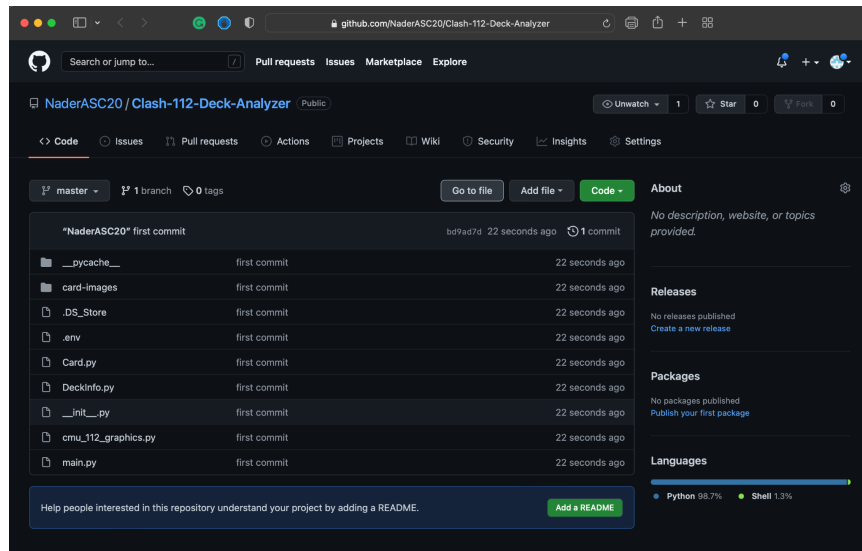 github.com/NaderASC20/Clash-112-Deck-Analyzer
Search or jump to... / Pull requests Issues Marketplace Explore
NaderASC20 / Clash-112-Deck-Analyzer Public
Unwatch 1 Star 0 Fork 0
<> Code Issues Pull requests Actions Projects Wiki Security Insights Settings
master 1 branch 0 tags Go to file Add file Code
"NaderASC20" first commit bd9ad7d 22 seconds ago 1 commit
__pycache__ first commit 22 seconds ago
card-images first commit 22 seconds ago
.DS_Store first commit 22 seconds ago
.env first commit 22 seconds ago
Card.py first commit 22 seconds ago
DeckInfo.py first commit 22 seconds ago
__init__.py first commit 22 seconds ago
cmu_112_graphics.py first commit 22 seconds ago
main.py first commit 22 seconds ago
Help people interested in this repository understand your project by adding a README. Add a README
About
No description, website, or topics
provided.
Releases
No releases published
Create a new release
Packages
No packages published
Publish your first package
Languages
Python 98.7% Shell 1.3%